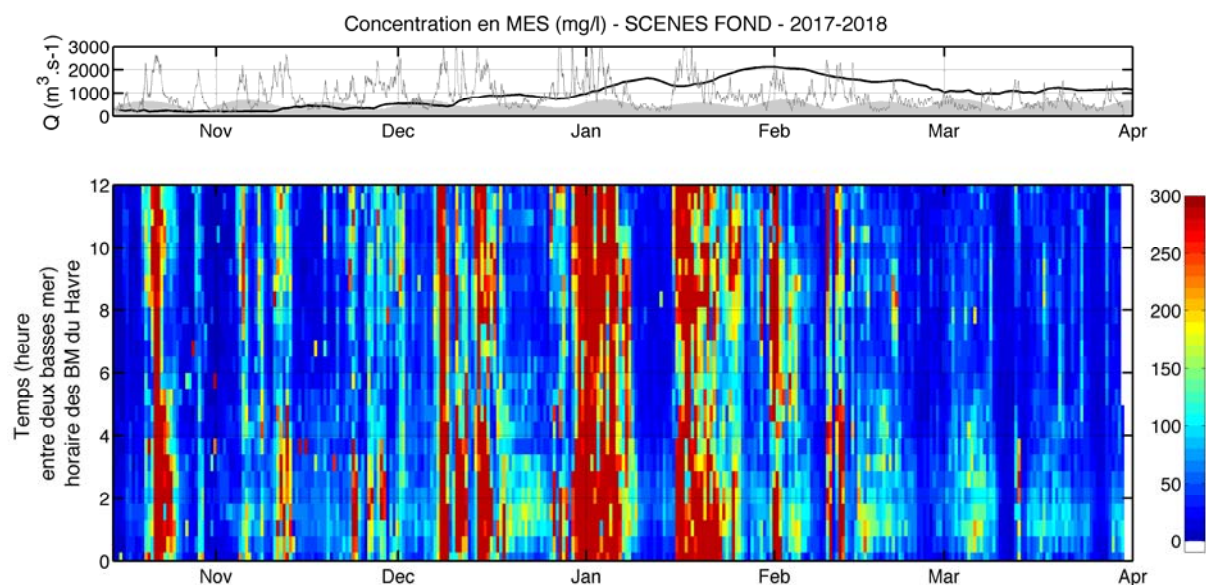 Concentration en MES (mg/l) - SCENES FOND - 2017-2018
Q (m3.s-1)
3000
2000
1000
0
Nov Dec Jan Feb Mar Apr
Temps (heure
entre deux basses mer)
horaire des BM du Havre
12
10
8
6
4
2
0
Nov Dec Jan Feb Mar Apr
300
250
200
150
100
50
0